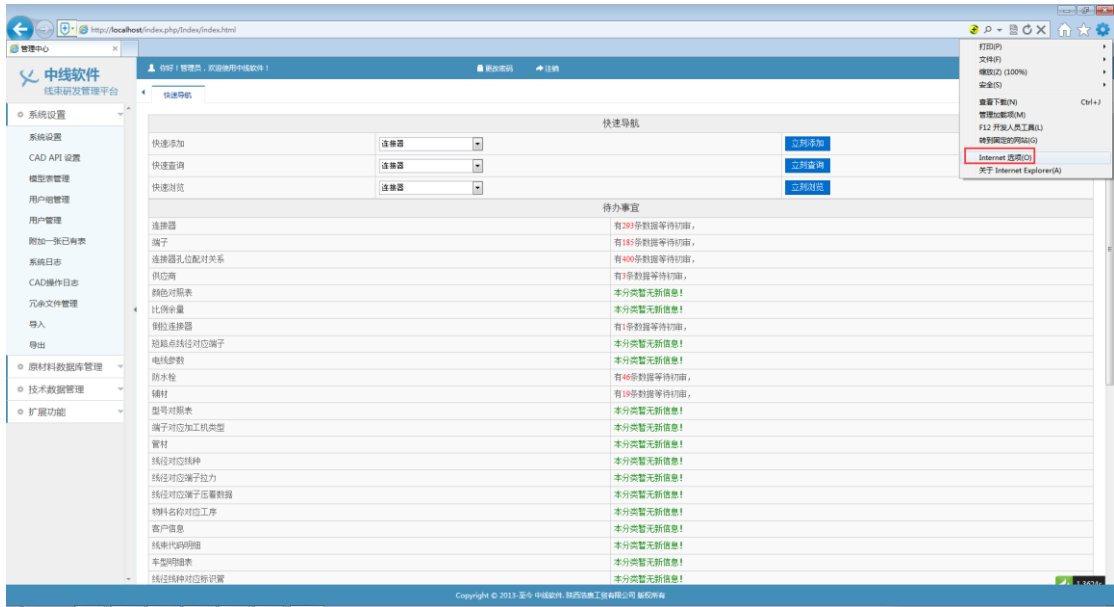 http://localhost/index.php/Index/index.html
管理中心
打印(P)
文件(F)
缩放(Z) (100%)
安全(S)
查看下载(N) Ctrl+J
管理加载项(M)
F12 开发人员工具(L)
转到固定的网站(G)
Internet 选项(O)
关于 Internet Explorer(A)
中线软件
线束研发管理平台
你好！管理员，欢迎使用中线软件！ 更改密码 注销
快速导航
系统设置
系统设置
CAD API 设置
模型表管理
用户组管理
用户管理
附加一张已有表
系统日志
CAD操作日志
冗余文件管理
导入
导出
原材料数据库管理
技术数据管理
扩展功能
快速导航
快速添加 连接器 立刻添加
快速查询 连接器 立刻查询
快速浏览 连接器 立刻浏览
待办事宜
连接器 有293条数据等待初审，
端子 有185条数据等待初审，
连接器孔位配对关系 有400条数据等待初审，
供应商 有3条数据等待初审，
颜色对照表 本分类暂无新信息！
比例余量 本分类暂无新信息！
倒拉连接器 有1条数据等待初审，
短路点线径对应端子 本分类暂无新信息！
电线参数 本分类暂无新信息！
防水栓 有46条数据等待初审，
辅材 有19条数据等待初审，
型号对照表 本分类暂无新信息！
端子对应加工机类型 本分类暂无新信息！
管材 本分类暂无新信息！
线径对应线种 本分类暂无新信息！
线径对应端子拉力 本分类暂无新信息！
线径对应端子压着数据 本分类暂无新信息！
物料名称对应工序 本分类暂无新信息！
客户信息 本分类暂无新信息！
线束代码明细 本分类暂无新信息！
车型明细表 本分类暂无新信息！
线径线种对应标识管 本分类暂无新信息！
1.3624s
Copyright © 2013-至今 中线软件. 陕西浩唐工贸有限公司 版权所有